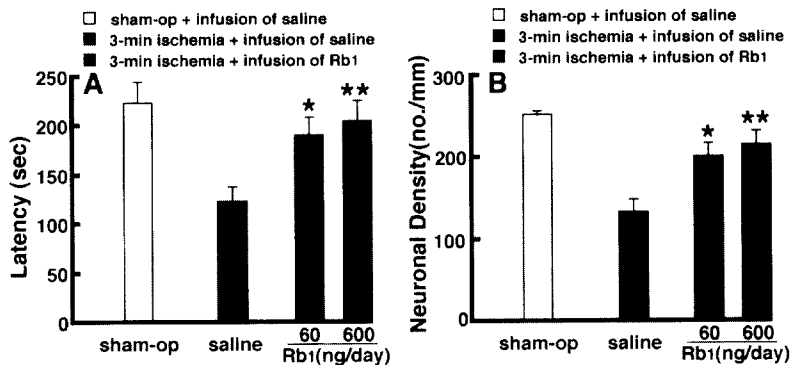 sham-op + infusion of saline
3-min ischemia + infusion of saline
3-min ischemia + infusion of Rb1
A
Latency (sec)
250
200
150
100
50
0
*
**
sham-op
saline
60
600
Rb1(ng/day)
sham-op + infusion of saline
3-min ischemia + infusion of saline
3-min ischemia + infusion of Rb1
B
Neuronal Density(no./mm)
300
200
100
0
*
**
sham-op
saline
60
600
Rb1(ng/day)